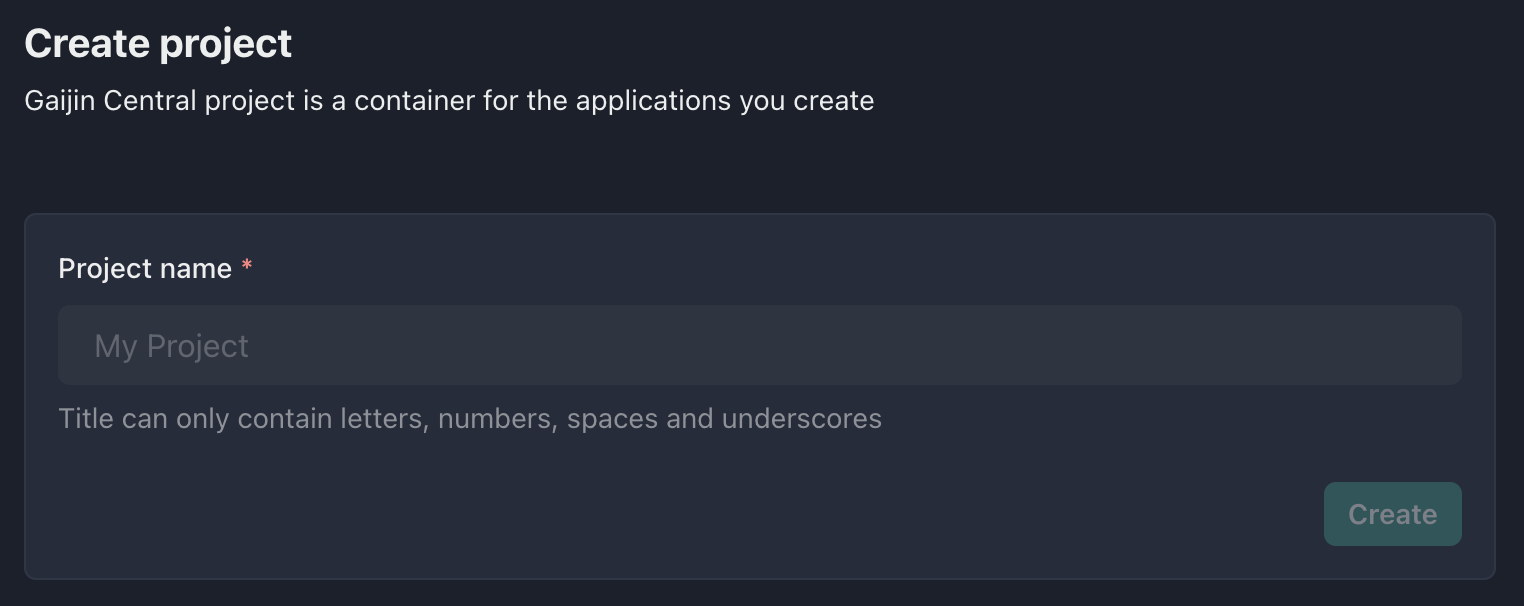 Create project
Gaijin Central project is a container for the applications you create
Project name *
My Project
Title can only contain letters, numbers, spaces and underscores
Create